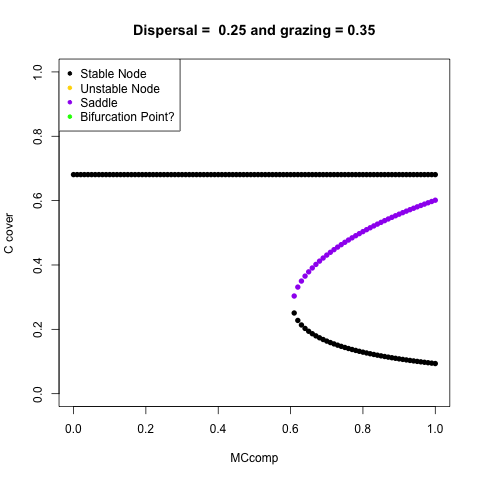 Dispersal =  0.25 and grazing = 0.35
Stable Node
Unstable Node
Saddle
Bifurcation Point?
1.0
0.8
0.6
0.4
0.2
0.0
C cover
0.0 0.2 0.4 0.6 0.8 1.0
MCcomp